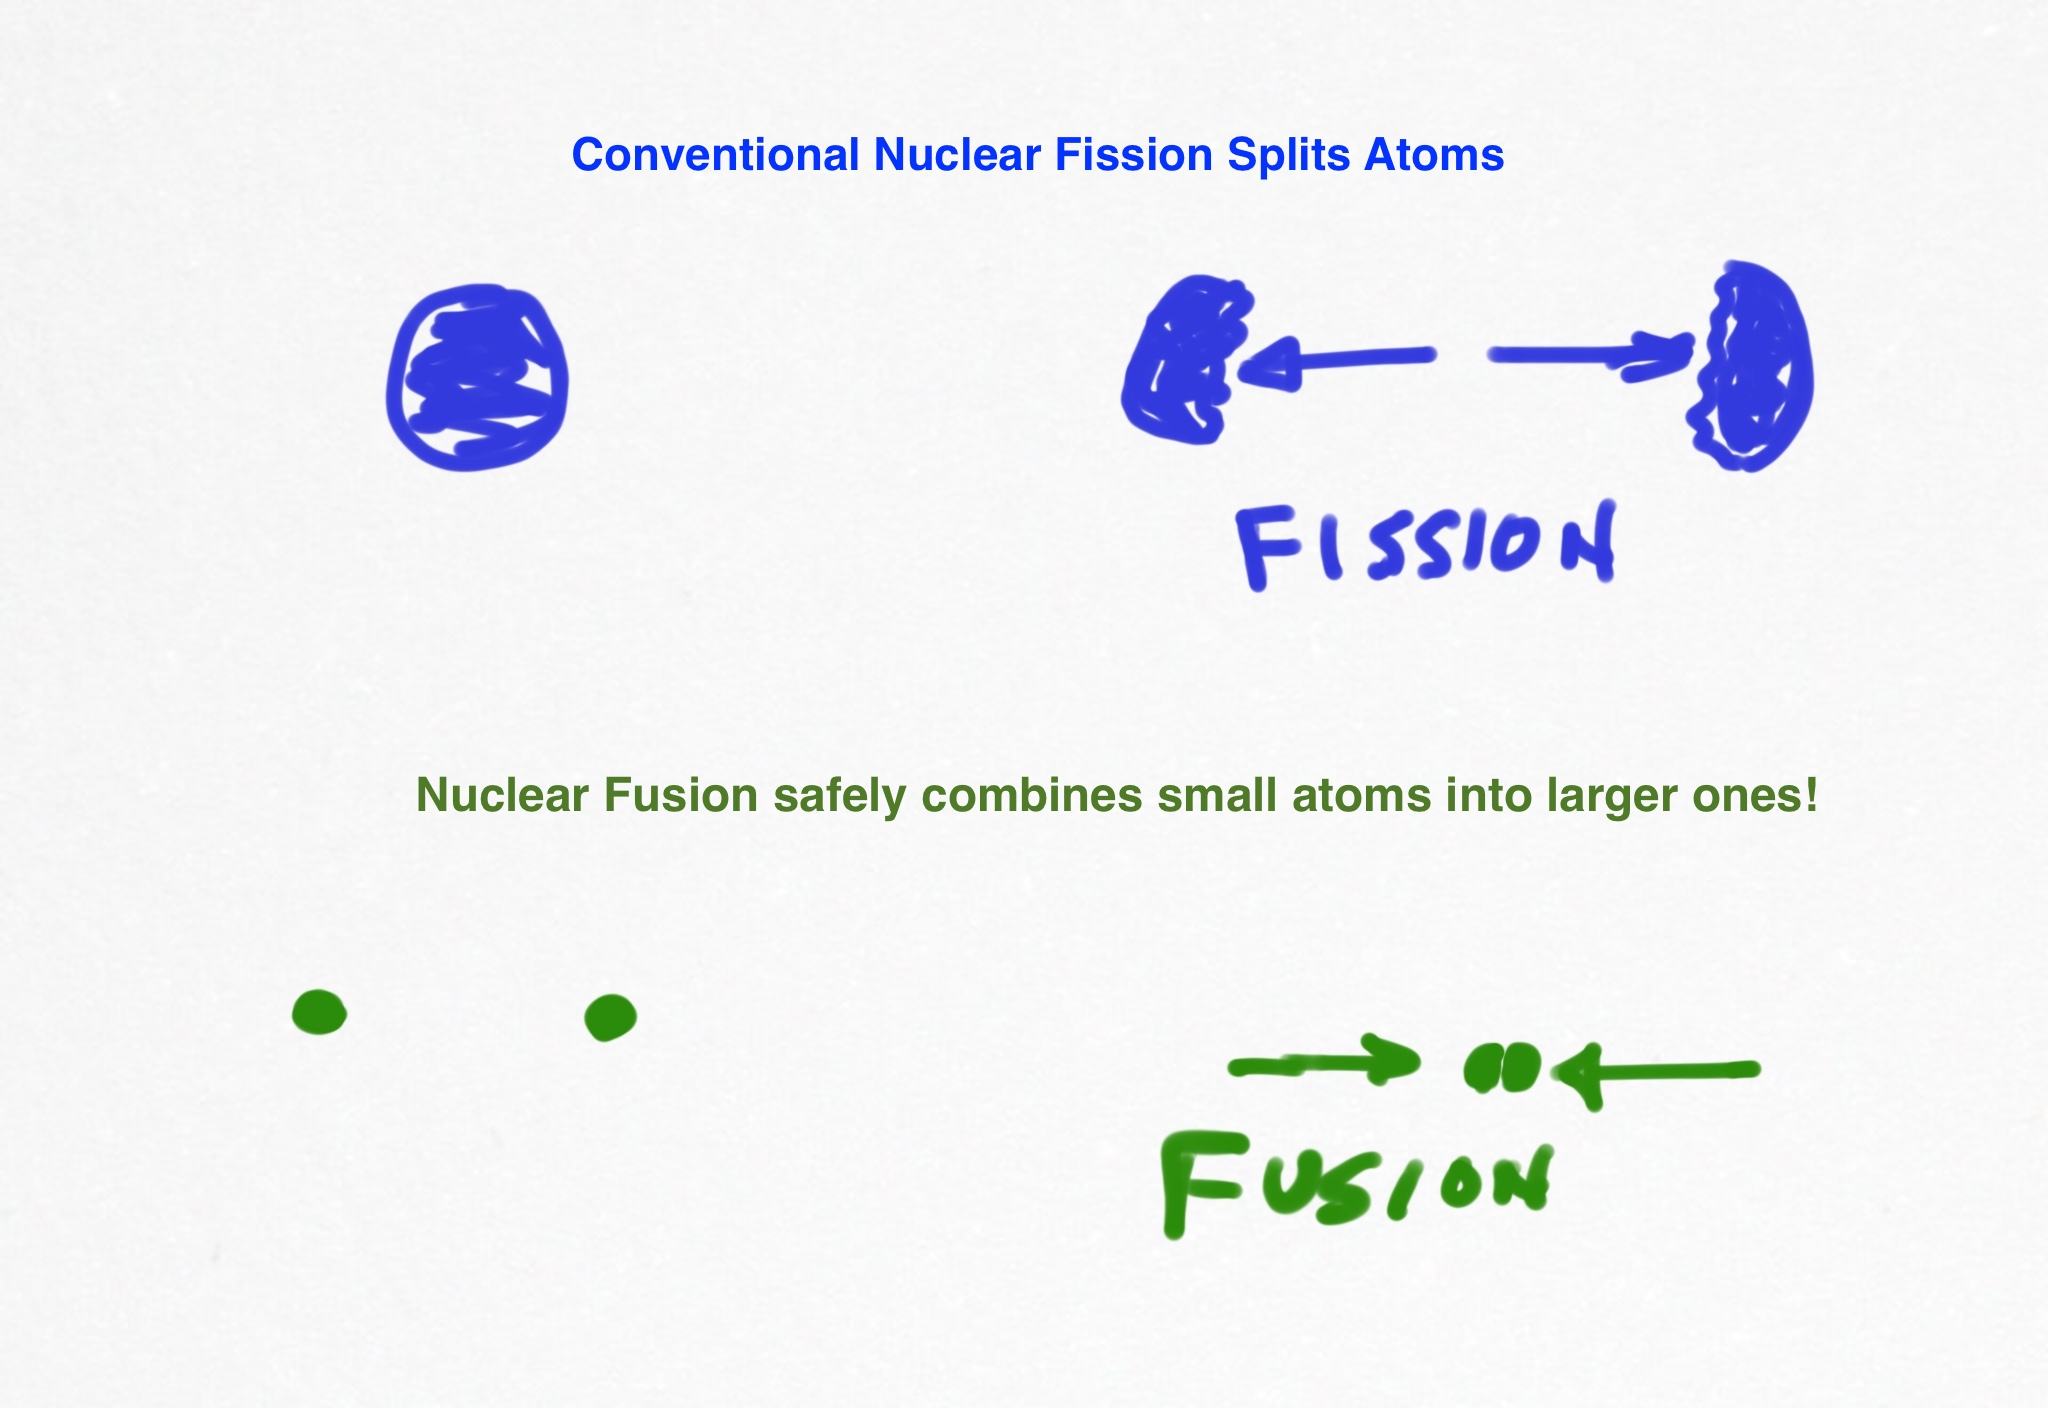 Conventional Nuclear Fission Splits Atoms
FISSION
Nuclear Fusion safely combines small atoms into larger ones!
FUSION